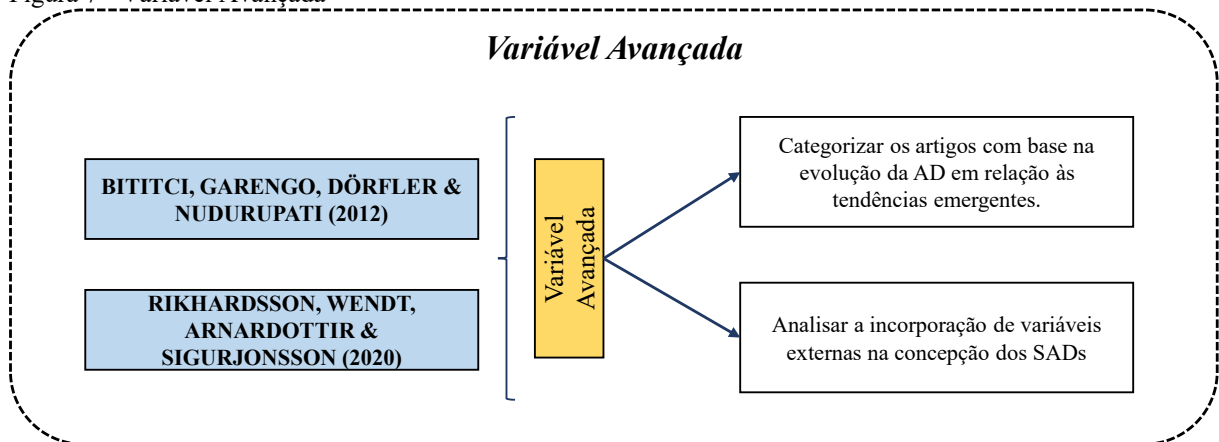 Variável Avançada
BITITCI, GARENGO, DÖRFLER &
NUDURUPATI (2012)
RIKHARDSSON, WENDT,
ARNARDOTTIR &
SIGURJONSSON (2020)
Variável
Avançada
Categorizar os artigos com base na
evolução da AD em relação às
tendências emergentes.
Analisar a incorporação de variáveis
externas na concepção dos SADs